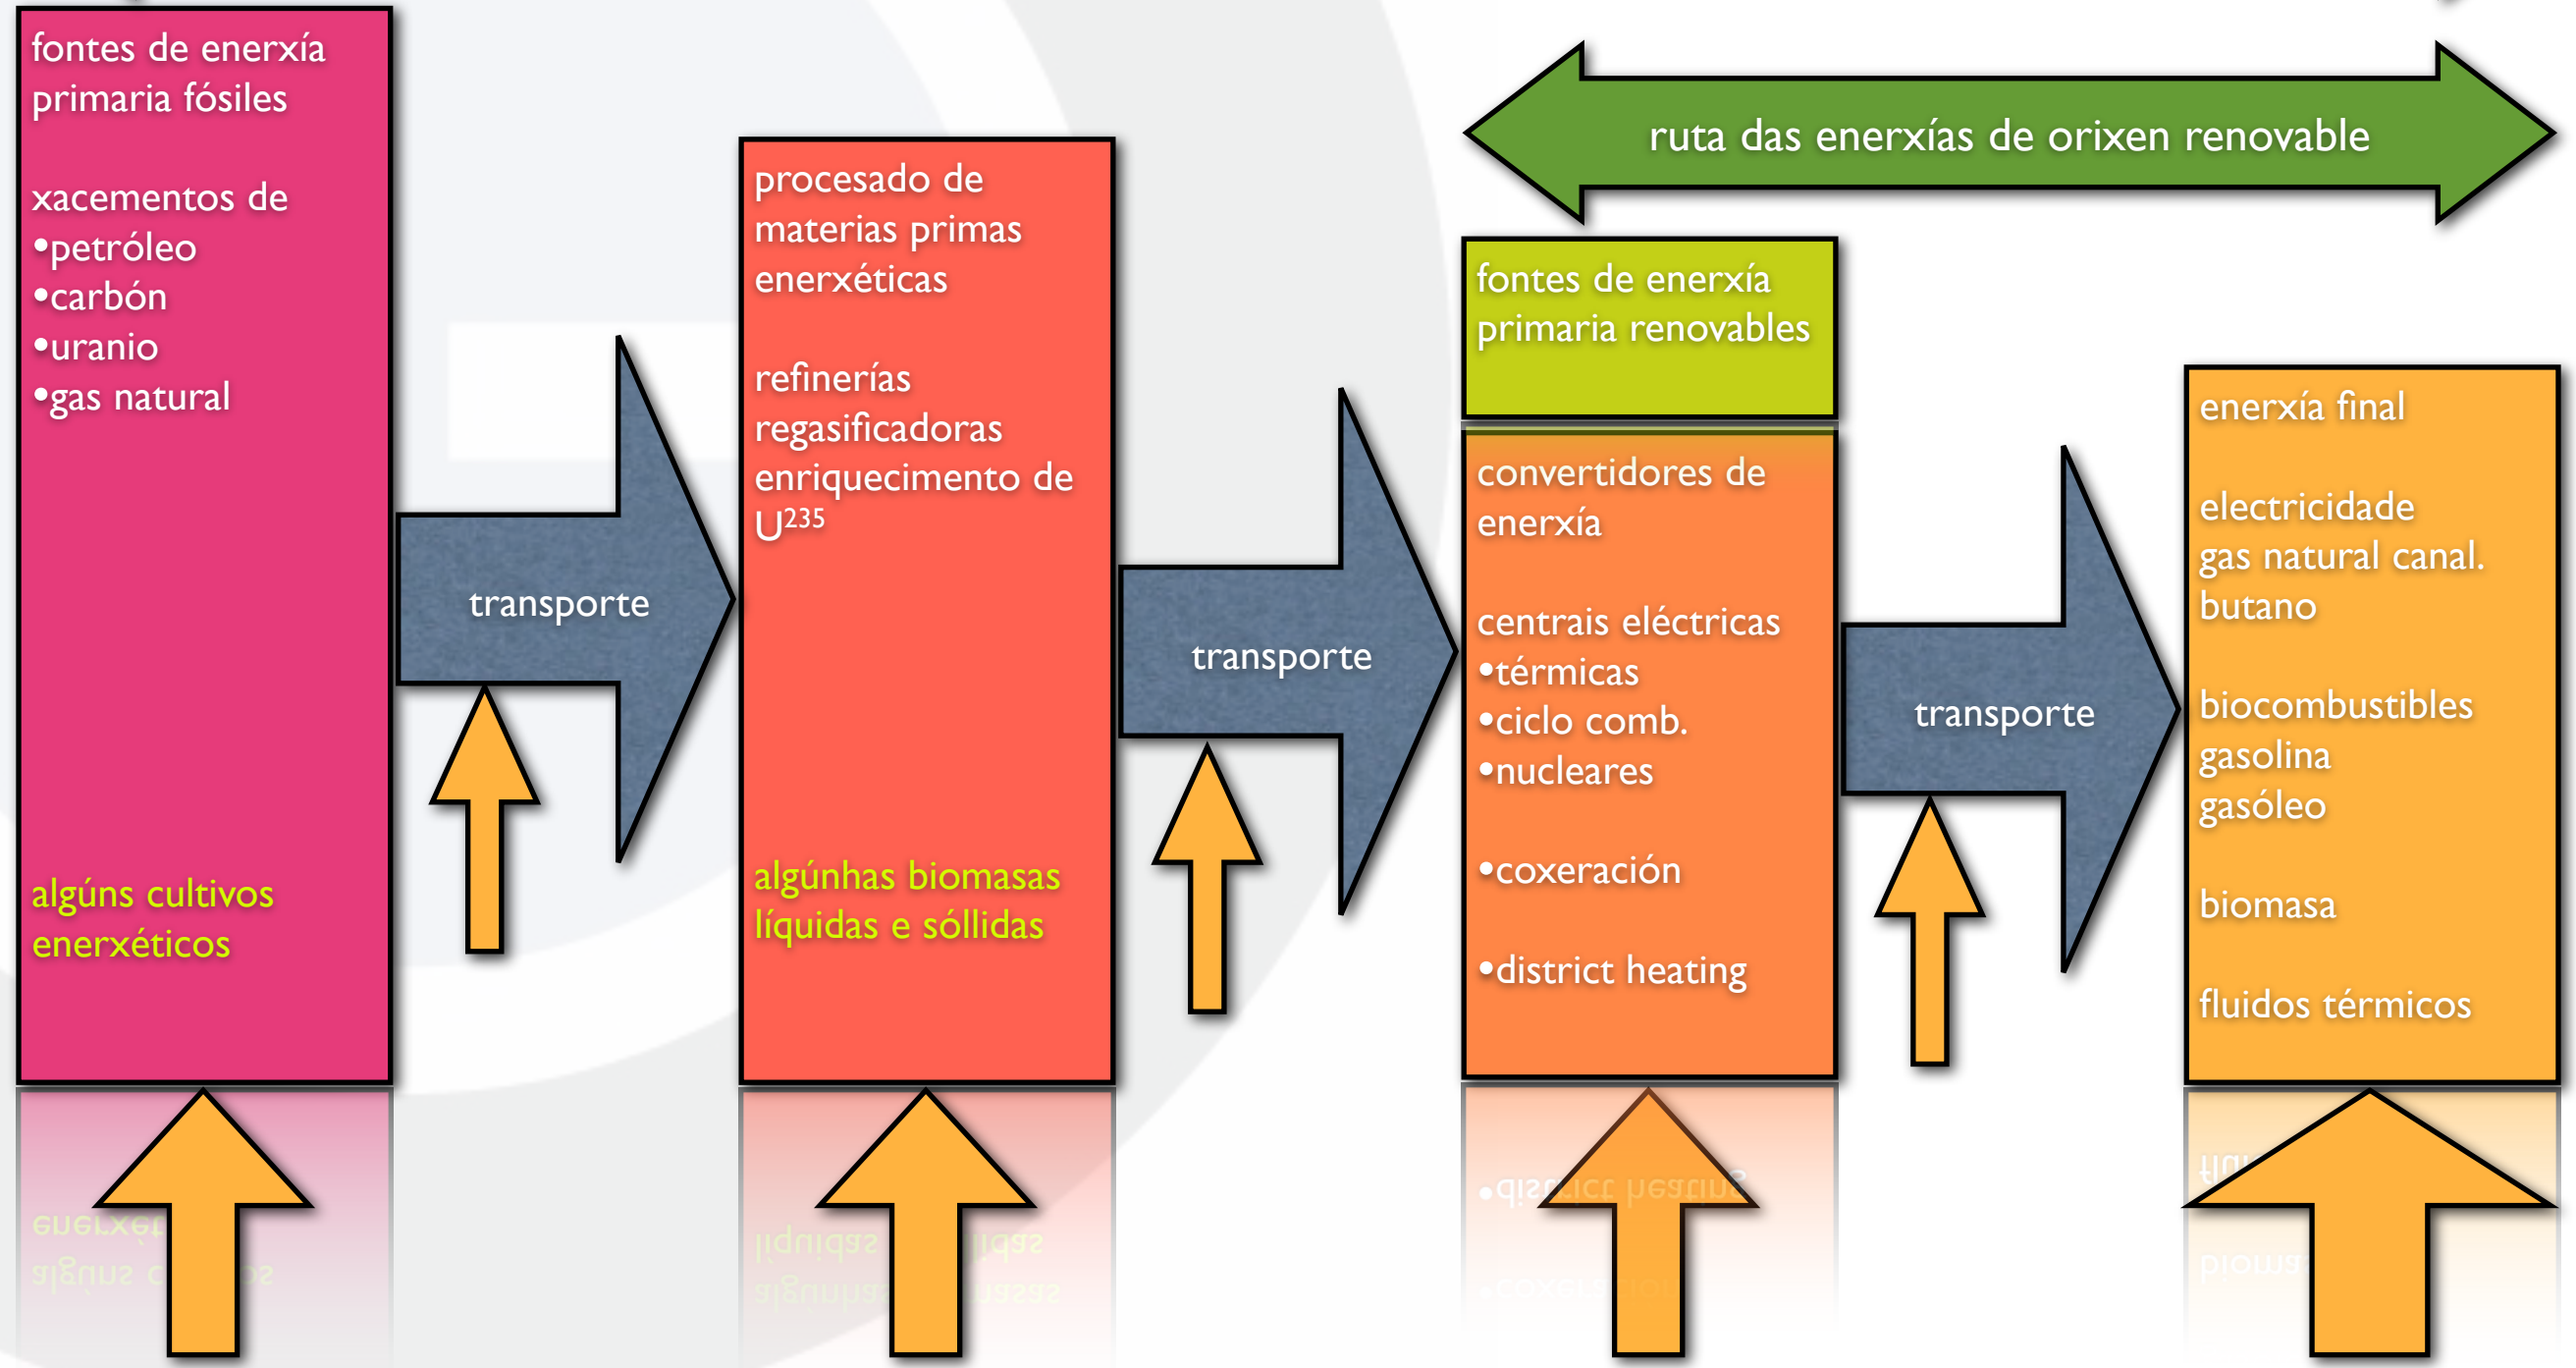 fontes de enerxía
primaria fósiles
xacementos de
•petróleo
•carbón
•uranio
•gas natural
algúns cultivos
enerxéticos
transporte
procesado de
materias primas
enerxéticas
refinerías
regasificadoras
enriquecimento de
U²³⁵
algúnhas biomasas
líquidas e sóllidas
transporte
ruta das enerxías de orixen renovable
fontes de enerxía
primaria renovables
convertidores de
enerxía
centrais eléctricas
•térmicas
•ciclo comb.
•nucleares
•coxeración
•district heating
transporte
enerxía final
electricidade
gas natural canal.
butano
biocombustibles
gasolina
gasóleo
biomasa
fluidos térmicos